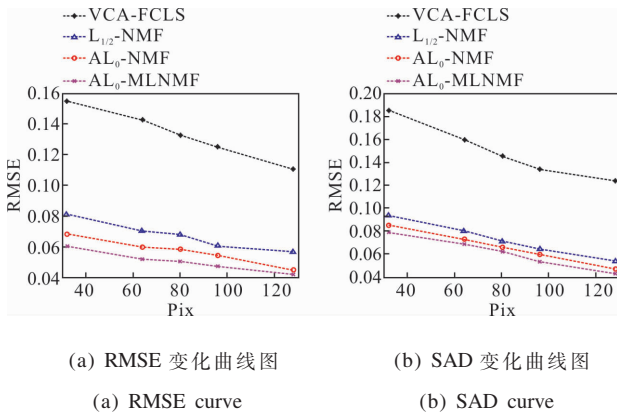 VCA-FCLS
L1/2-NMF
AL0-NMF
AL0-MLNMF
0.16
0.14
0.12
0.10
0.08
0.06
0.04
RMSE
40 60 80 100 120
Pix
VCA-FCLS
L1/2-NMF
AL0-NMF
AL0-MLNMF
0.20
0.18
0.16
0.14
0.12
0.10
0.08
0.06
0.04
RMSE
40 60 80 100 120
Pix
(a) RMSE 变化曲线图
(b) SAD 变化曲线图
(a) RMSE curve
(b) SAD curve